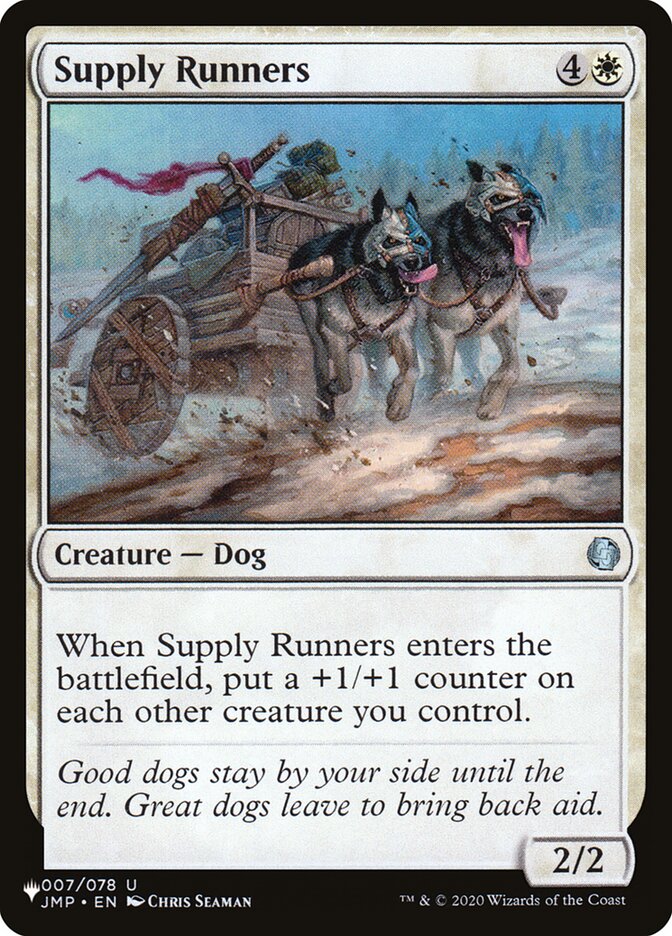 Supply Runners 4
Creature — Dog
When Supply Runners enters the
battlefield, put a +1/+1 counter on
each other creature you control.
Good dogs stay by your side until the
end. Great dogs leave to bring back aid.
2/2
007/078 U
JMP • EN Chris Seaman
™ & © 2020 Wizards of the Coast